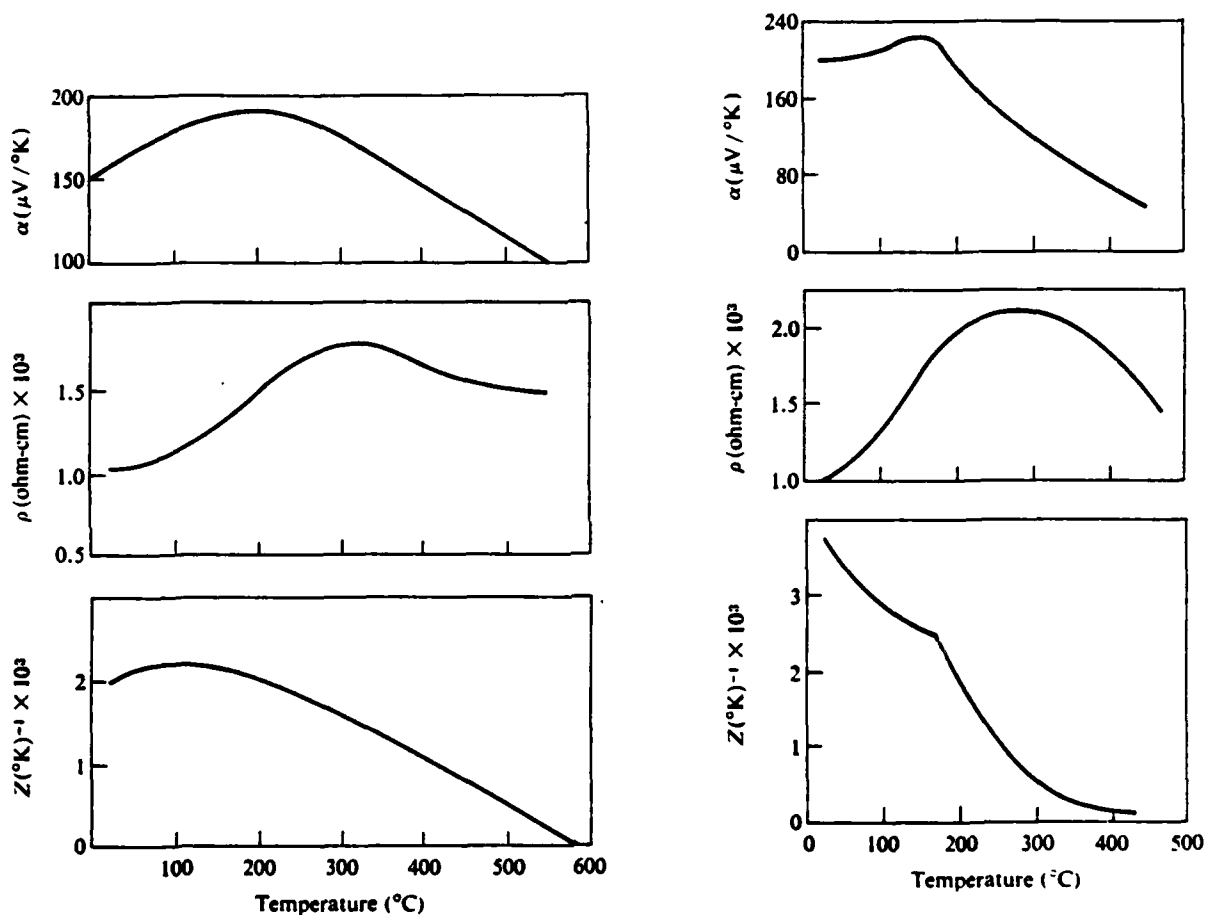 200
150
100
α(μV/°K)
1.5
1.0
0.5
ρ(ohm-cm) × 10³
2
1
0
Z(°K)⁻¹ × 10³
100 200 300 400 500 600
Temperature (°C)
240
160
80
0
α(μV/°K)
2.0
1.5
1.0
ρ(ohm-cm) × 10³
3
2
1
0
Z(°K)⁻¹ × 10³
0 100 200 300 400 500
Temperature (°C)